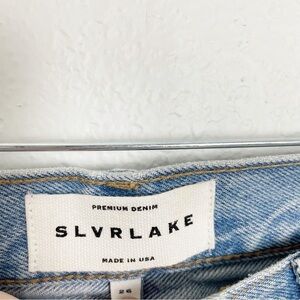 PREMIUM DENIM
SLVRLAKE
MADE IN USA
26